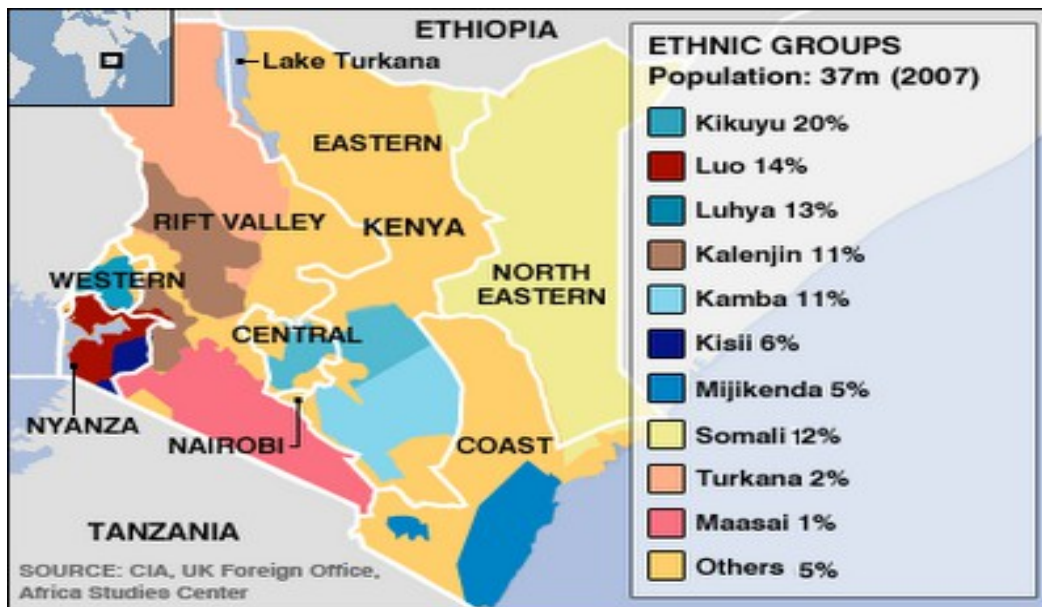 ETHIOPIA
Lake Turkana
EASTERN
RIFT VALLEY
KENYA
WESTERN
NORTH
EASTERN
CENTRAL
NYANZA
NAIROBI
COAST
TANZANIA
SOURCE: CIA, UK Foreign Office,
Africa Studies Center
ETHNIC GROUPS
Population: 37m (2007)
Kikuyu 20%
Luo 14%
Luhya 13%
Kalenjin 11%
Kamba 11%
Kisii 6%
Mijikenda 5%
Somali 12%
Turkana 2%
Maasai 1%
Others 5%